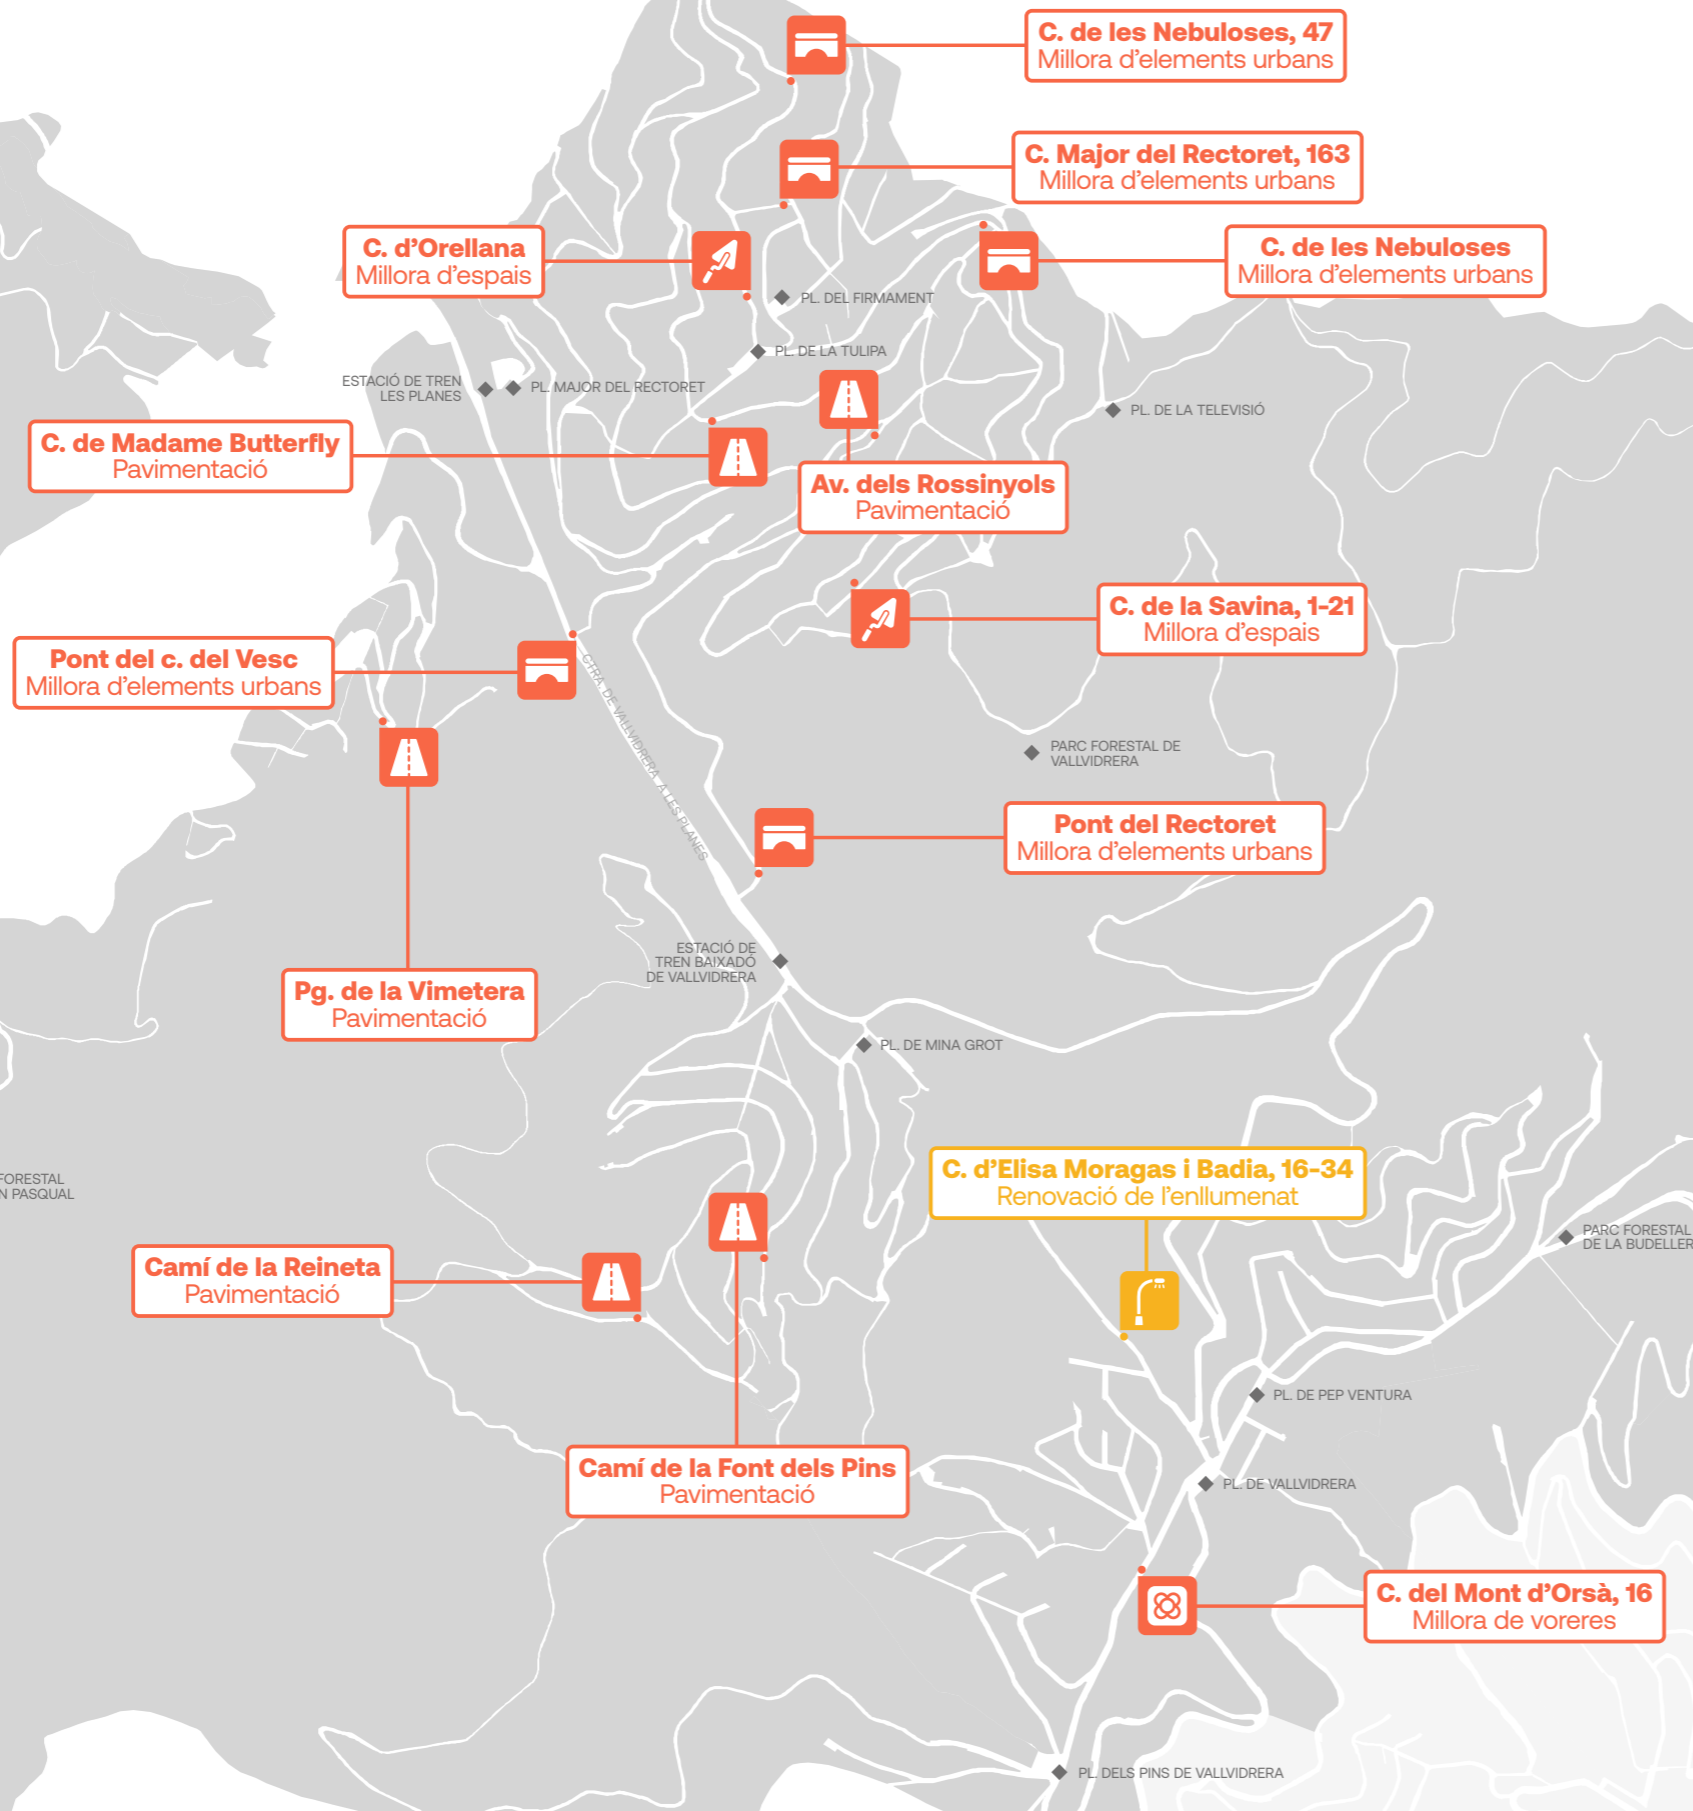 C. de les Nebuloses, 47
Millora d'elements urbans
C. Major del Rectoret, 163
Millora d'elements urbans
C. d'Orellana
Millora d'espais
C. de les Nebuloses
Millora d'elements urbans
PL. DEL FIRMAMENT
PL. DE LA TULIPA
ESTACIÓ DE TREN
LES PLANES
PL. MAJOR DEL RECTORET
PL. DE LA TELEVISIÓ
C. de Madame Butterfly
Pavimentació
Av. dels Rossinyols
Pavimentació
C. de la Savina, 1-21
Millora d'espais
Pont del c. del Vesc
Millora d'elements urbans
CTRA. DE VALLVIDRERA A LES PLANES
PARC FORESTAL DE
VALLVIDRERA
Pont del Rectoret
Millora d'elements urbans
ESTACIÓ DE
TREN BAIXADÓ
DE VALLVIDRERA
Pg. de la Vimetera
Pavimentació
PL. DE MINA GROT
C. d'Elisa Moragas i Badia, 16-34
Renovació de l'enllumenat
FORESTAL
N PASQUAL
PARC FORESTAL
DE LA BUDELLER
Camí de la Reineta
Pavimentació
PL. DE PEP VENTURA
Camí de la Font dels Pins
Pavimentació
PL. DE VALLVIDRERA
C. del Mont d'Orsà, 16
Millora de voreres
PL. DELS PINS DE VALLVIDRERA